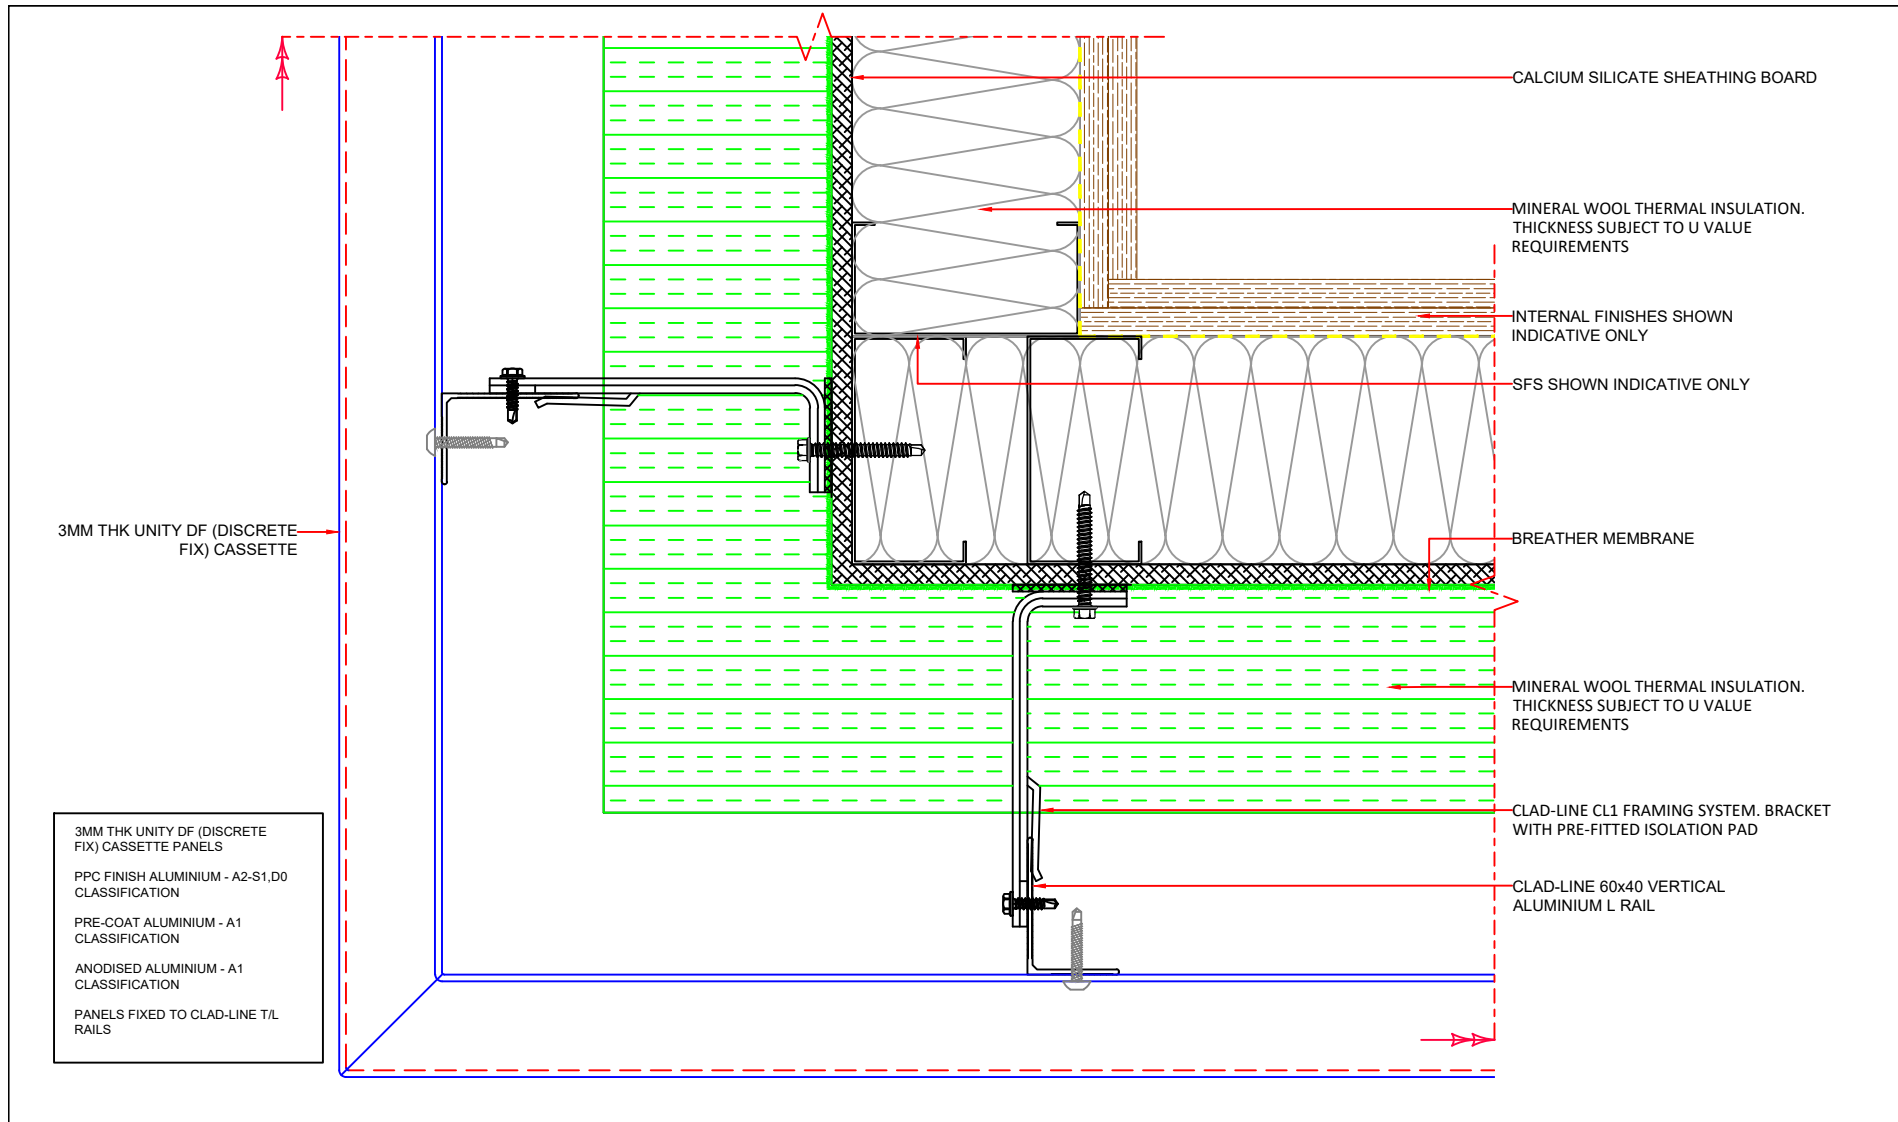 CALCIUM SILICATE SHEATHING BOARD
MINERAL WOOL THERMAL INSULATION.
THICKNESS SUBJECT TO U VALUE
REQUIREMENTS
INTERNAL FINISHES SHOWN
INDICATIVE ONLY
SFS SHOWN INDICATIVE ONLY
3MM THK UNITY DF (DISCRETE
FIX) CASSETTE
BREATHER MEMBRANE
MINERAL WOOL THERMAL INSULATION.
THICKNESS SUBJECT TO U VALUE
REQUIREMENTS
CLAD-LINE CL1 FRAMING SYSTEM. BRACKET
WITH PRE-FITTED ISOLATION PAD
CLAD-LINE 60x40 VERTICAL
ALUMINIUM L RAIL
3MM THK UNITY DF (DISCRETE
FIX) CASSETTE PANELS
PPC FINISH ALUMINIUM - A2-S1,D0
CLASSIFICATION
PRE-COAT ALUMINIUM - A1
CLASSIFICATION
ANODISED ALUMINIUM - A1
CLASSIFICATION
PANELS FIXED TO CLAD-LINE T/L
RAILS